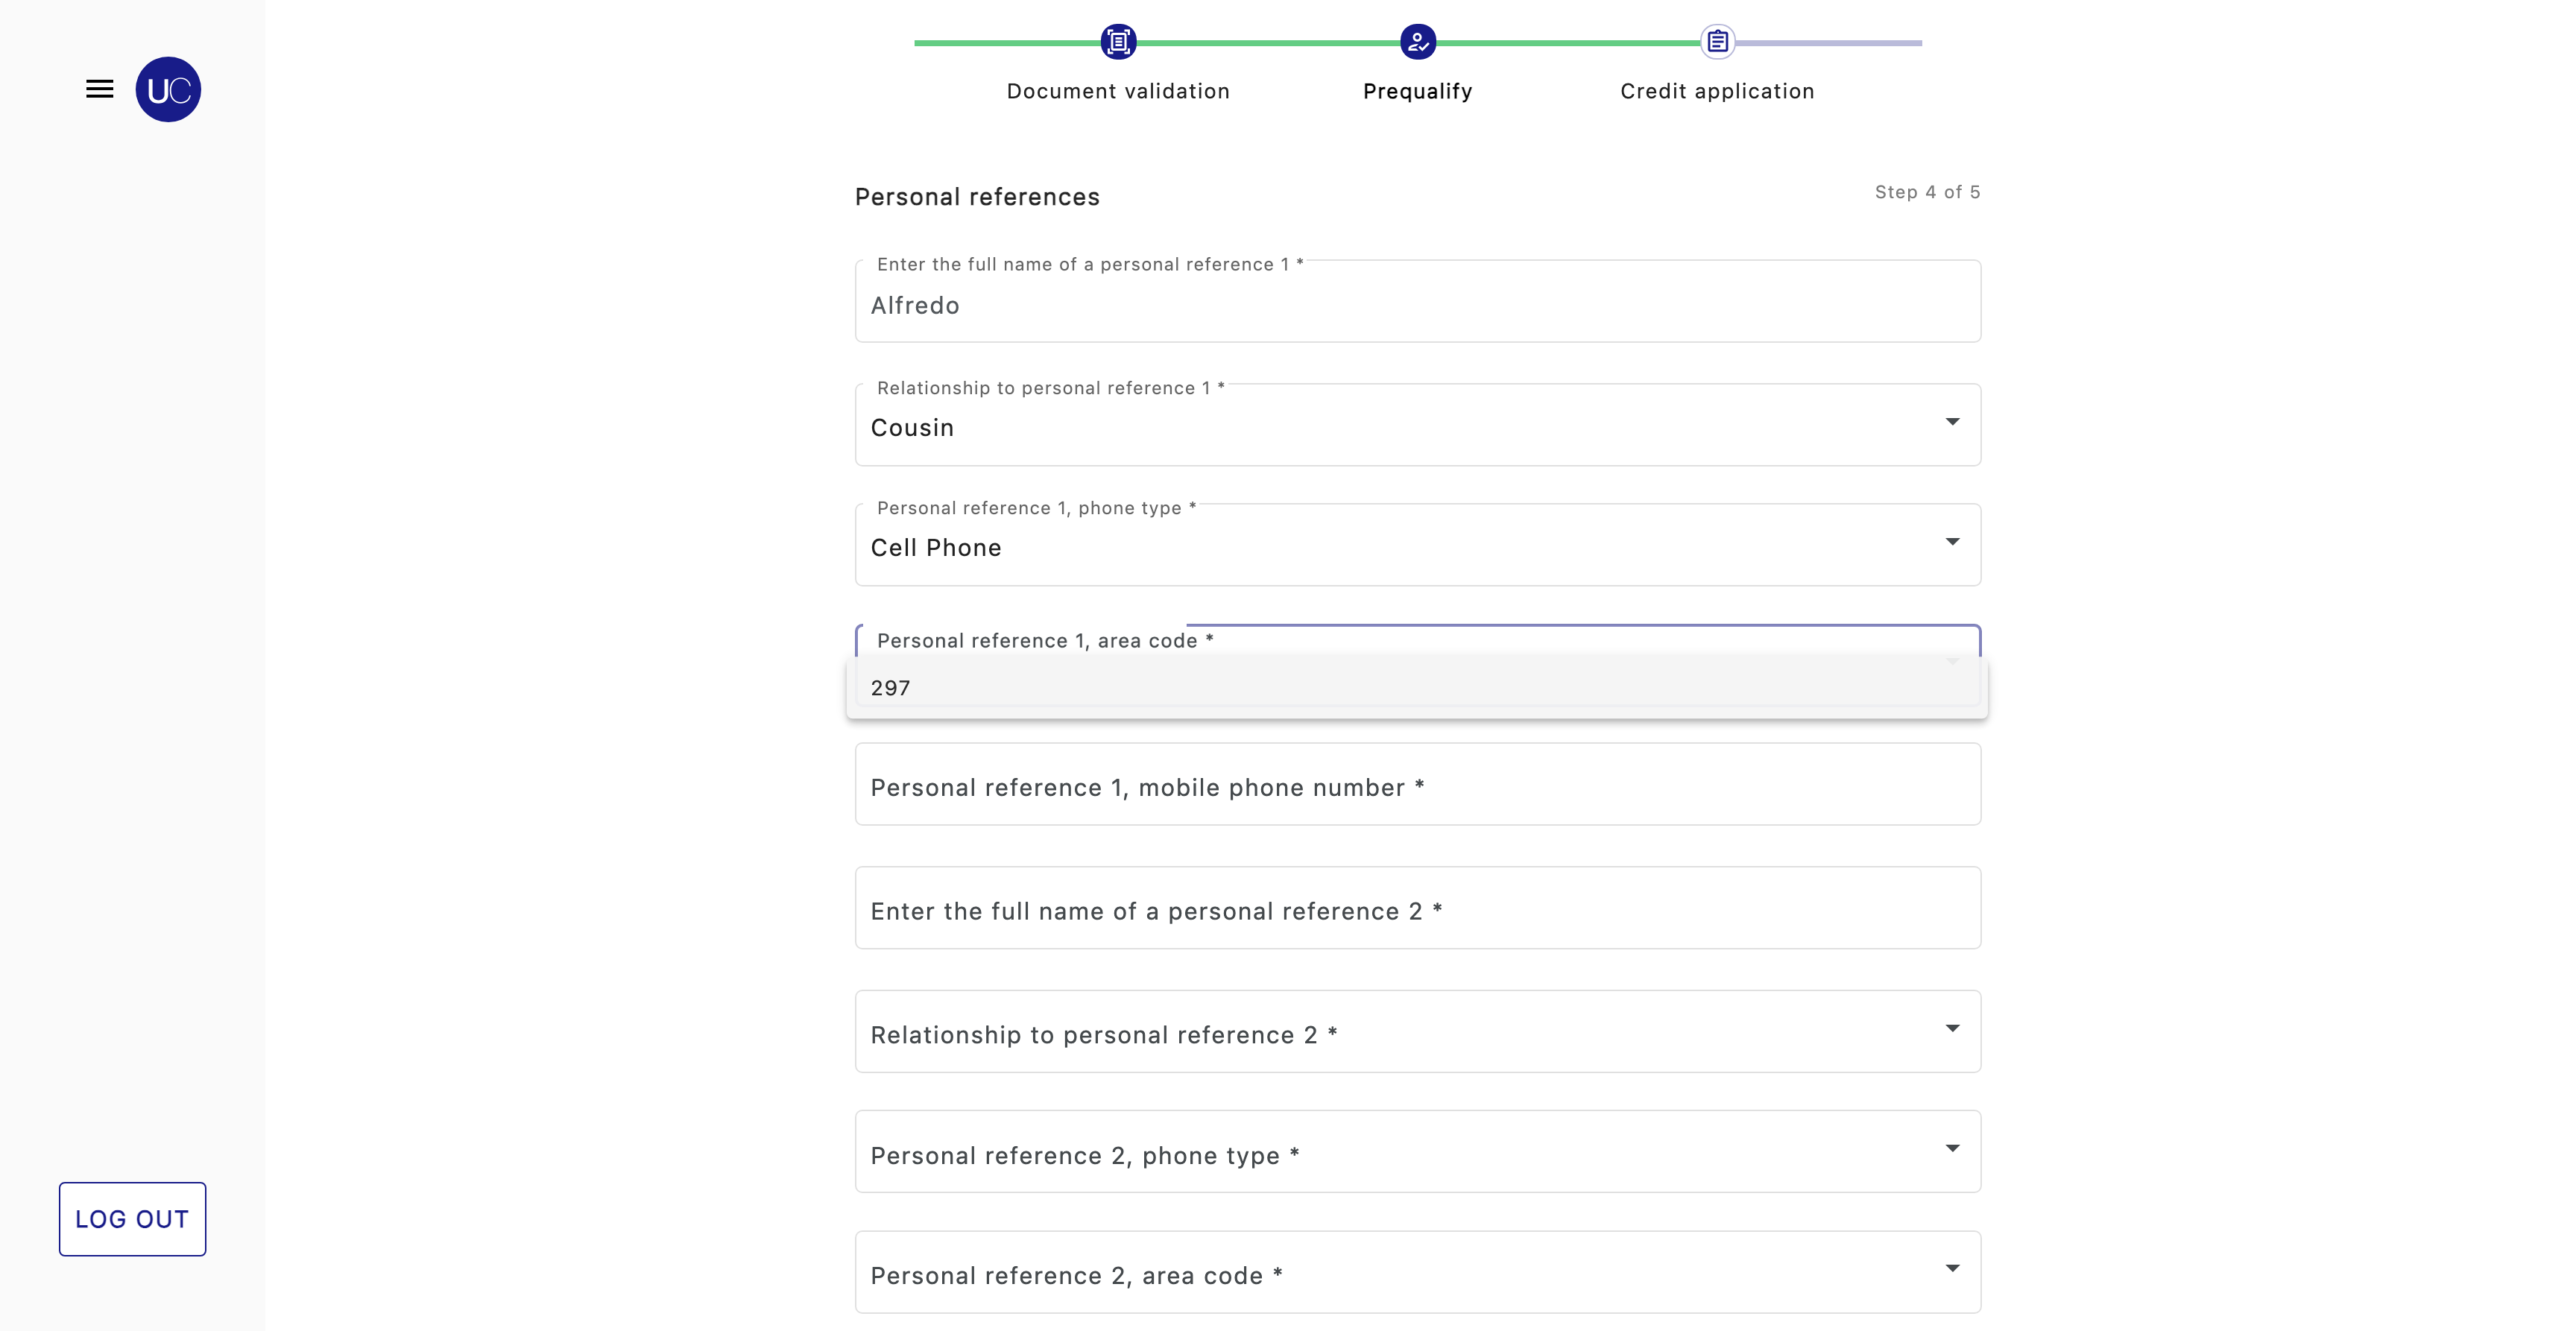 UC
Document validation
Prequalify
Credit application
Personal references
Step 4 of 5
Enter the full name of a personal reference 1 *
Alfredo
Relationship to personal reference 1 *
Cousin
Personal reference 1, phone type *
Cell Phone
Personal reference 1, area code *
297
Personal reference 1, mobile phone number *
Enter the full name of a personal reference 2 *
Relationship to personal reference 2 *
Personal reference 2, phone type *
Personal reference 2, area code *
LOG OUT